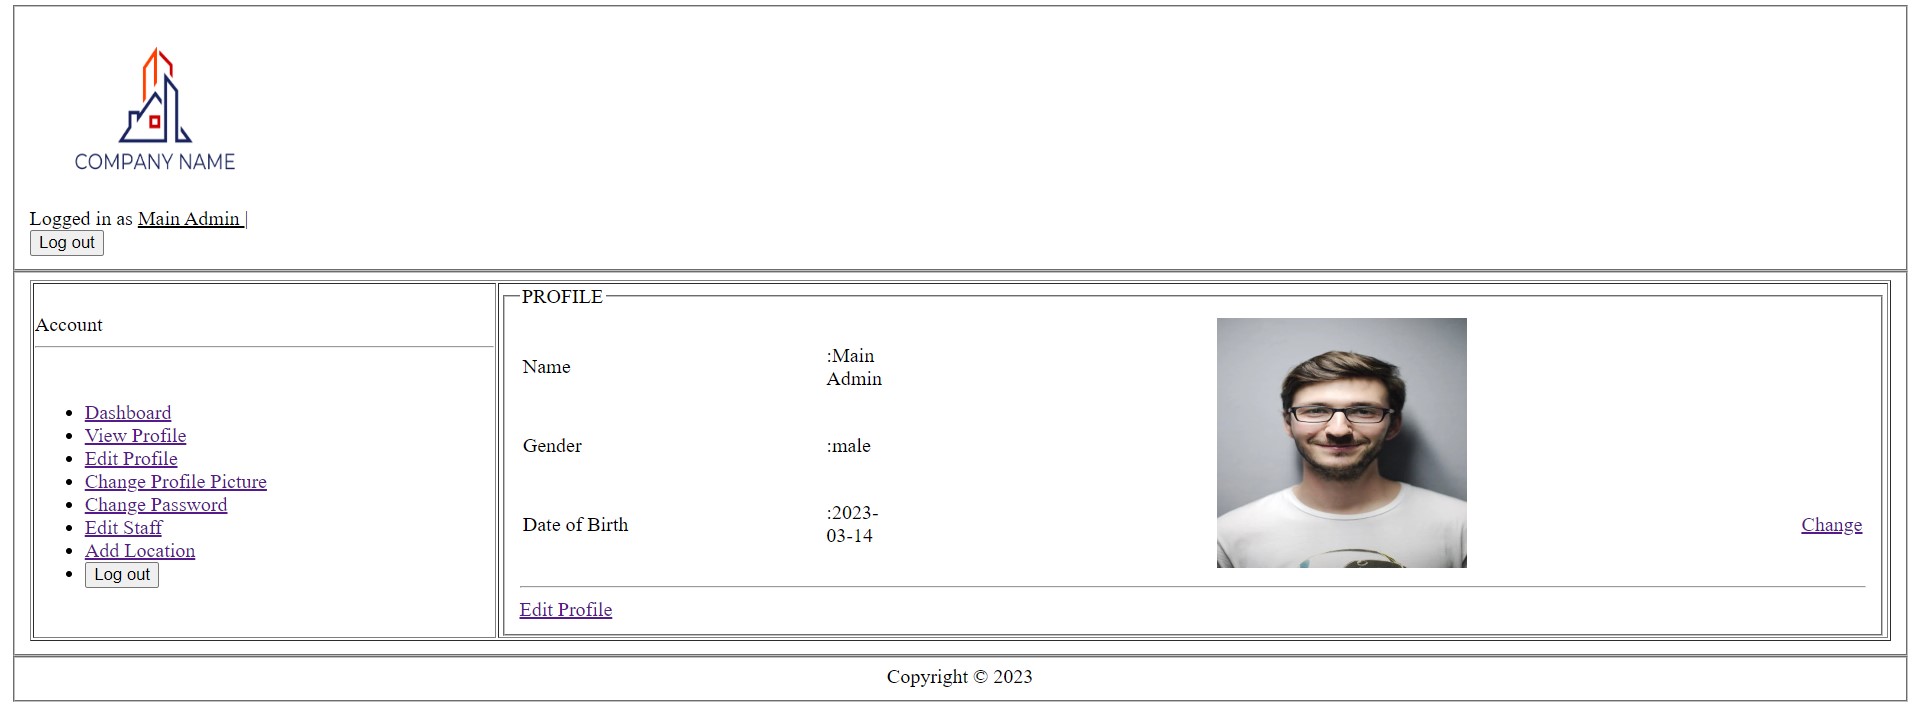 COMPANY NAME
Logged in as Main Admin |
Log out
Account
Dashboard
View Profile
Edit Profile
Change Profile Picture
Change Password
Edit Staff
Add Location
Log out
PROFILE
Name
:Main
Admin
Gender
:male
Date of Birth
:2023-
03-14
Change
Edit Profile
Copyright © 2023